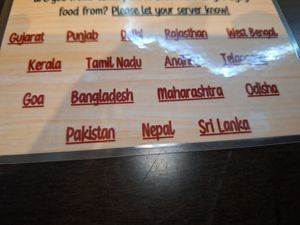 food from? Please let your server know!
Gujarat Punjab Delhi Rajasthan West Bengal
Kerala Tamil Nadu
Goa Bangladesh Maharashtra Odisha
Pakistan Nepal Sri Lanka